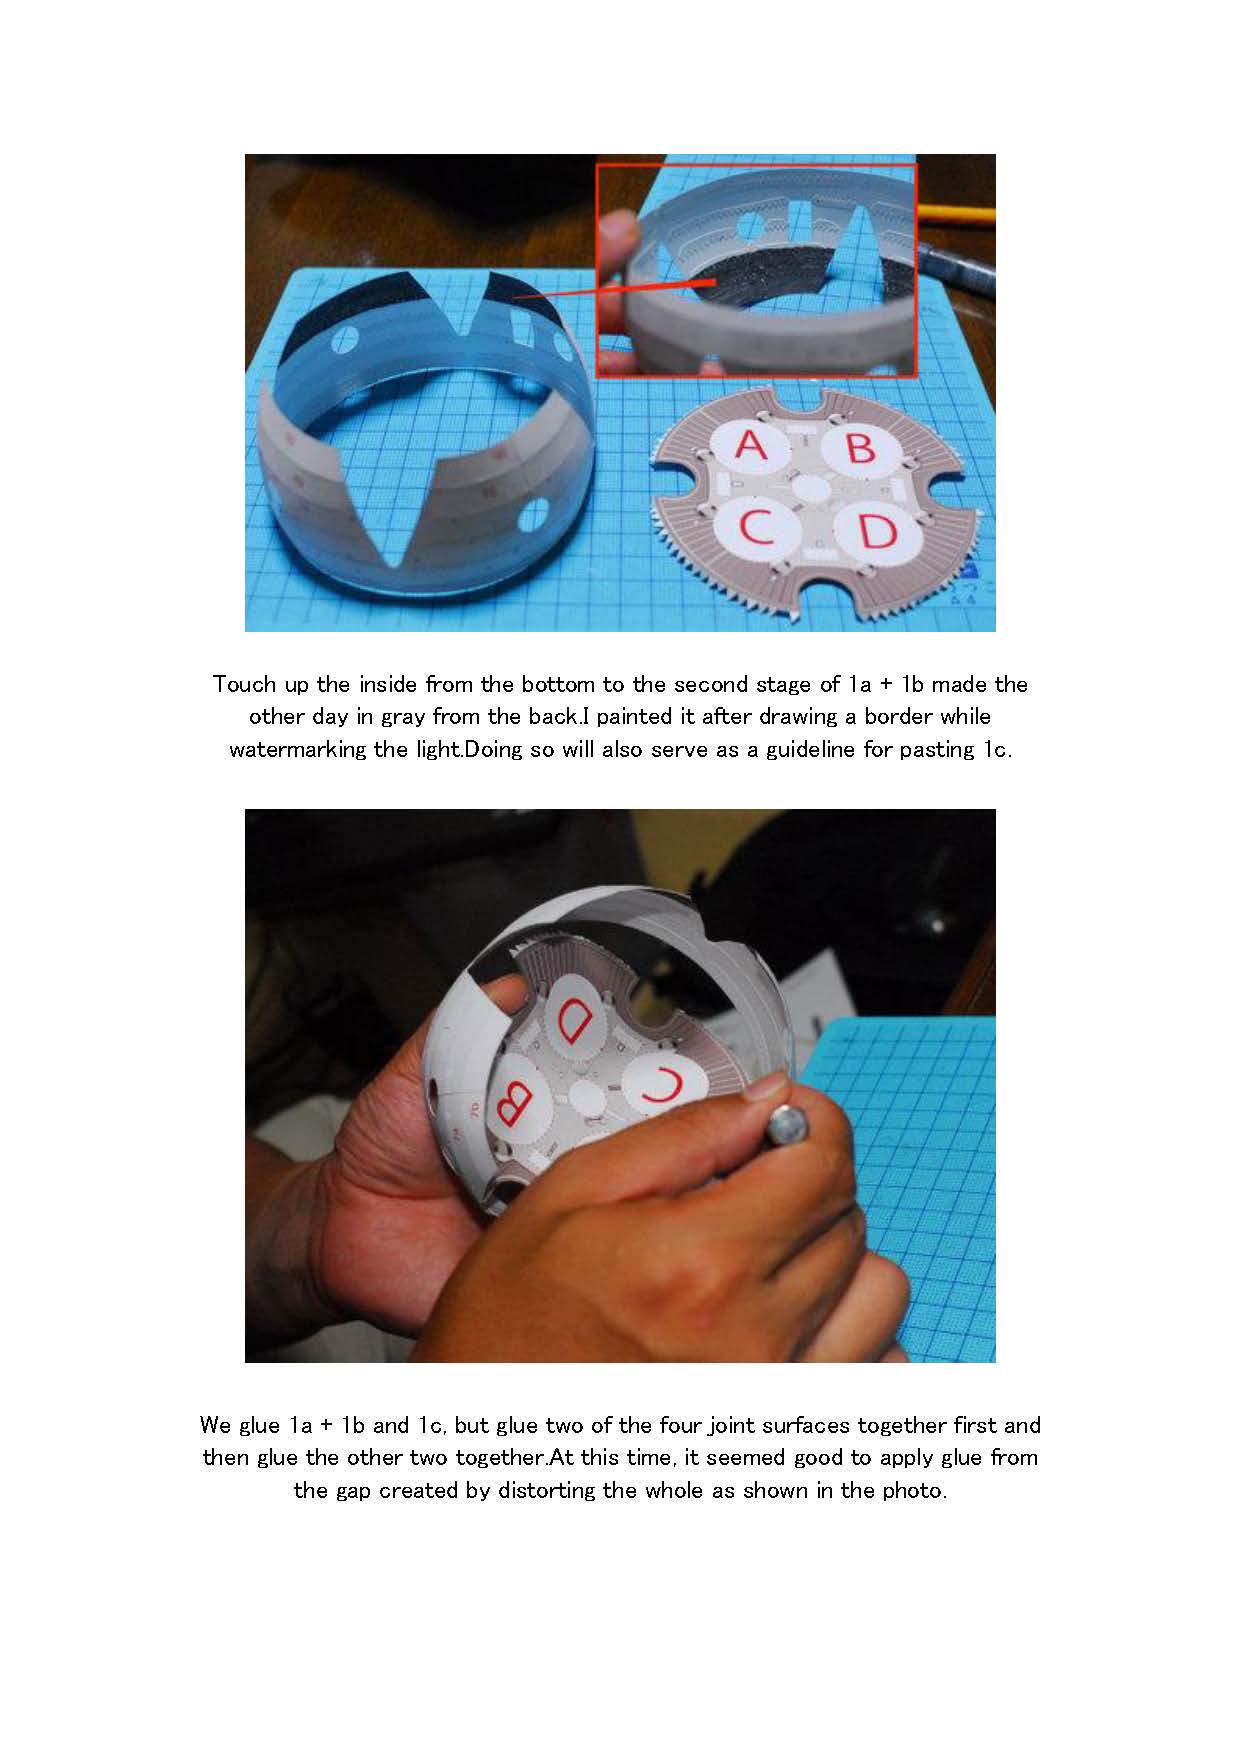 A B
C D
Touch up the inside from the bottom to the second stage of 1a + 1b made the
other day in gray from the back.I painted it after drawing a border while
watermarking the light.Doing so will also serve as a guideline for pasting 1c.
D
B C
70
74
We glue 1a + 1b and 1c, but glue two of the four joint surfaces together first and
then glue the other two together.At this time, it seemed good to apply glue from
the gap created by distorting the whole as shown in the photo.